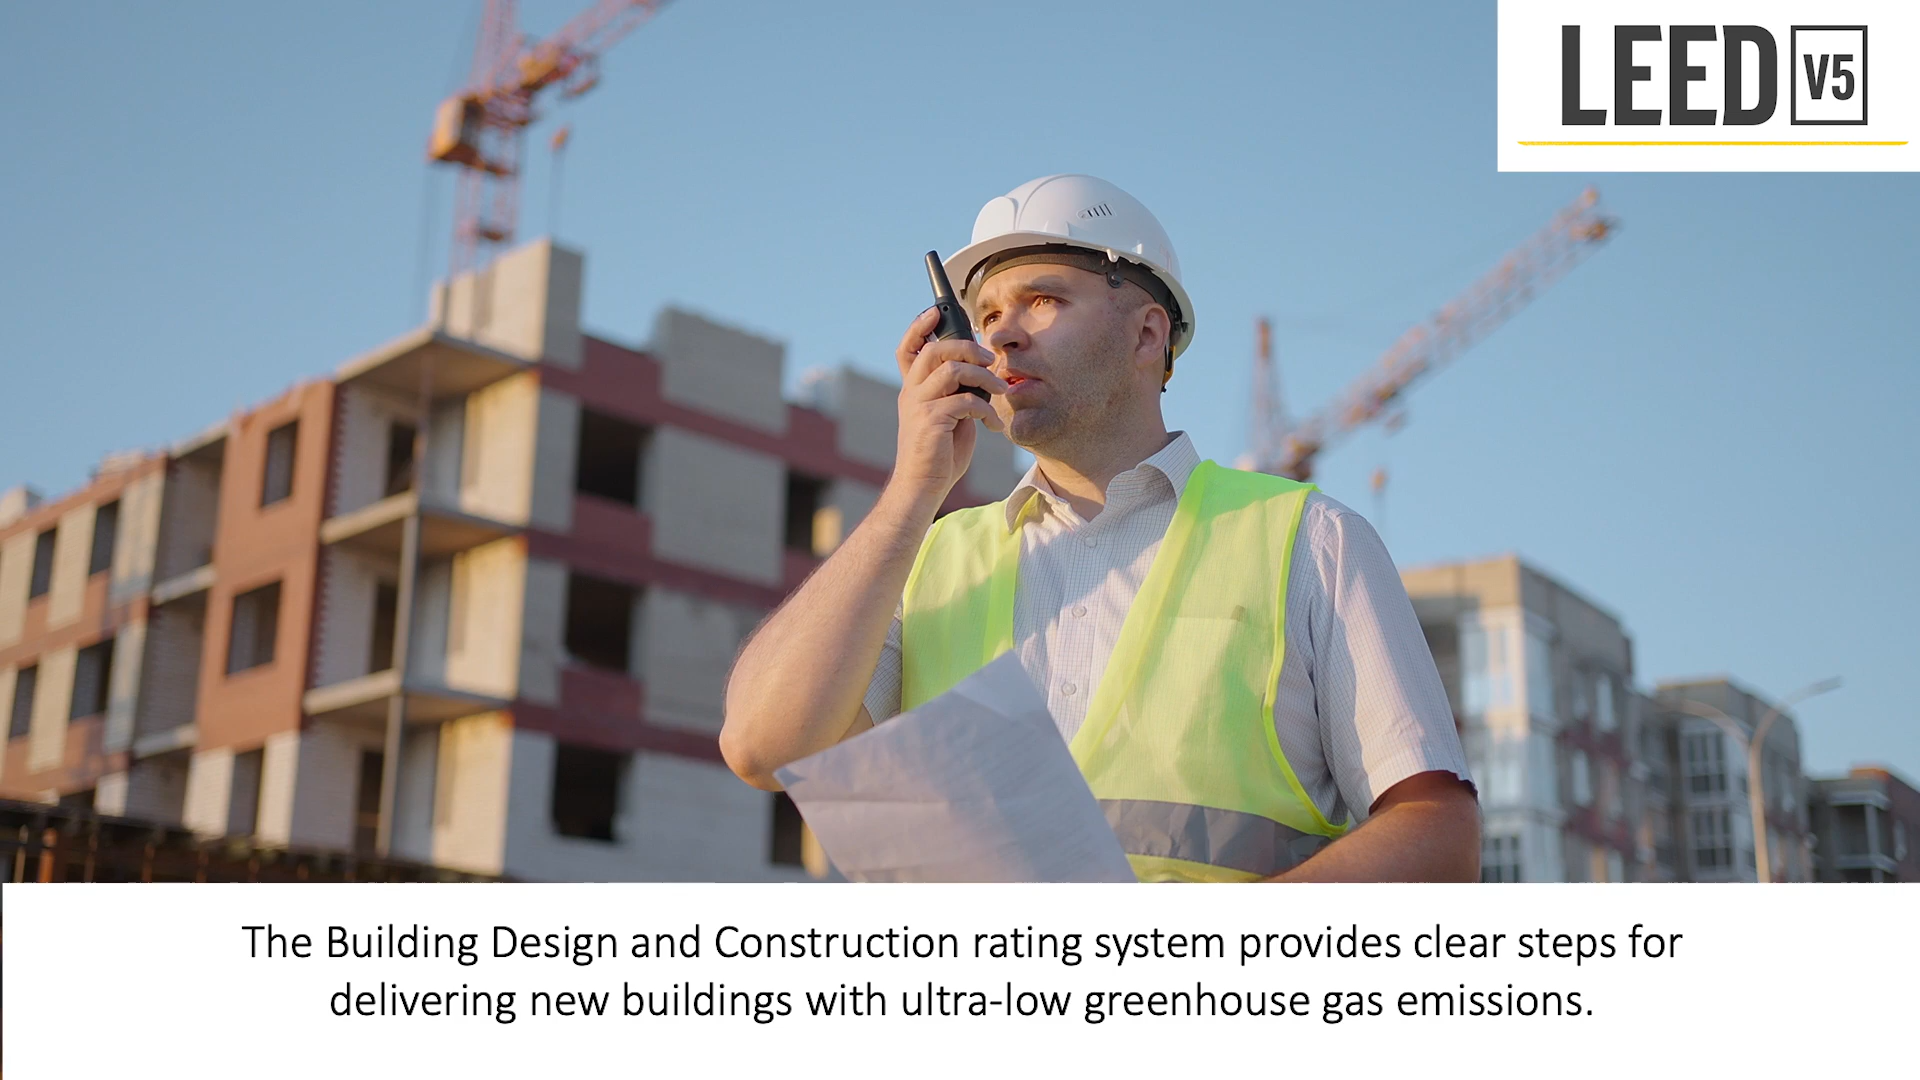 LEED V5
The Building Design and Construction rating system provides clear steps for
delivering new buildings with ultra-low greenhouse gas emissions.